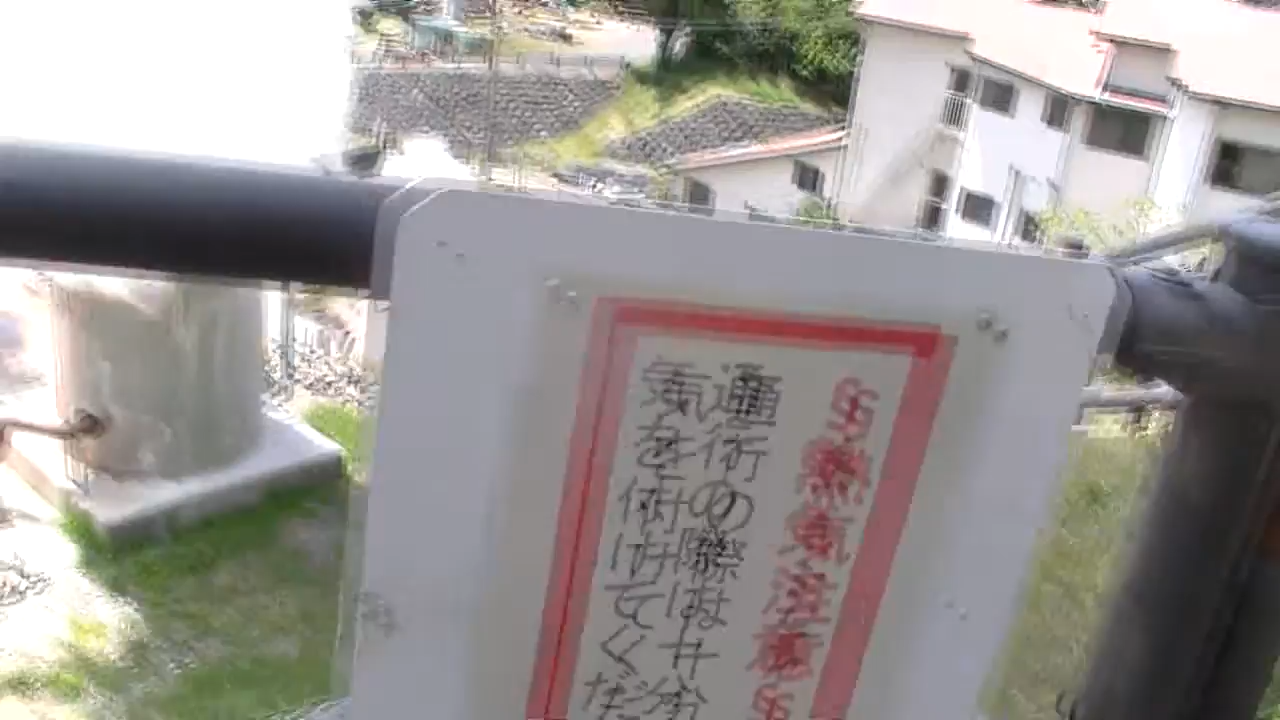 ♨熱気注意♨
通行の際は十分
気を付けてくだ